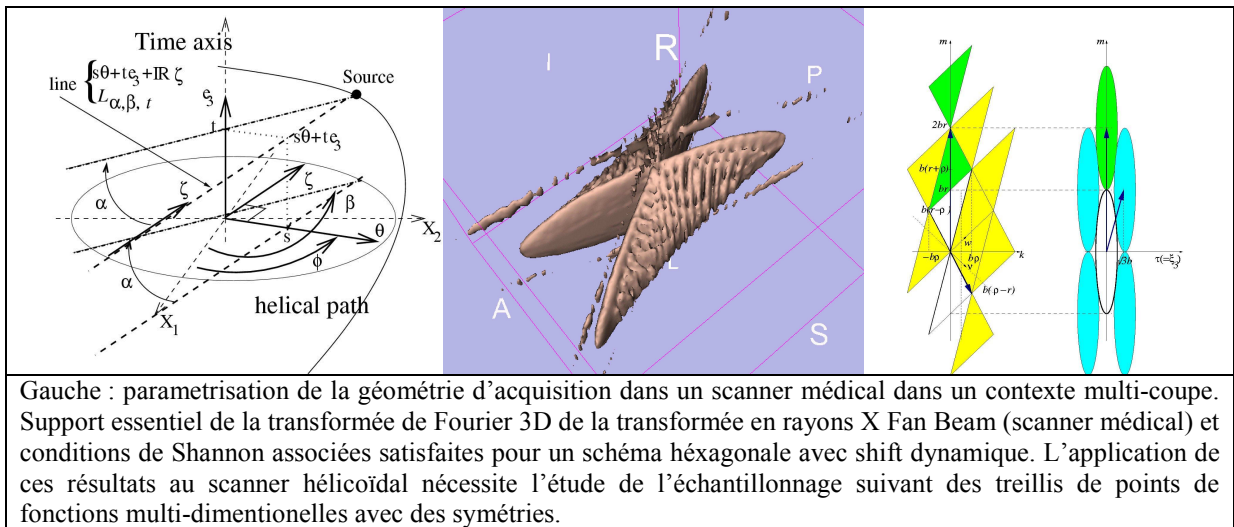 Time axis
line { sθ+te₃+IR ζ
L α,β, t
Source
e₃
t
sθ+te₃
ζ
ζ
α
β
X₂
s
θ
α
ϕ
helical path
X₁
I
R
P
L
A
S
m
2br
b(r+ρ)
br
b(r-ρ)
w
-bρ
bρ
k
v
b(ρ-r)
m
τ(=ξ₃)
Gauche : parametrisation de la géométrie d’acquisition dans un scanner médical dans un contexte multi-coupe.
Support essentiel de la transformée de Fourier 3D de la transformée en rayons X Fan Beam (scanner médical) et
conditions de Shannon associées satisfaites pour un schéma héxagonale avec shift dynamique. L’application de
ces résultats au scanner hélicoïdal nécessite l’étude de l’échantillonnage suivant des treillis de points de
fonctions multi-dimentionelles avec des symétries.